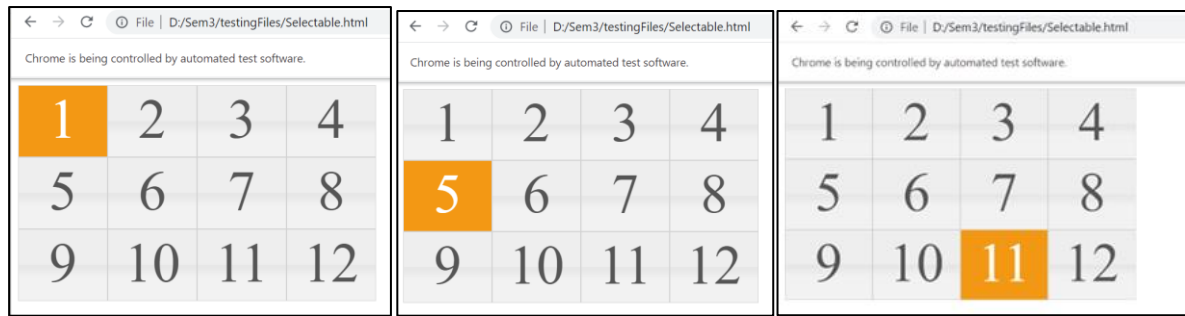 File | D:/Sem3/testingFiles/Selectable.html
Chrome is being controlled by automated test software.
1 2 3 4
5 6 7 8
9 10 11 12
File | D:/Sem3/testingFiles/Selectable.html
Chrome is being controlled by automated test software.
1 2 3 4
5 6 7 8
9 10 11 12
File | D:/Sem3/testingFiles/Selectable.html
Chrome is being controlled by automated test software.
1 2 3 4
5 6 7 8
9 10 11 12